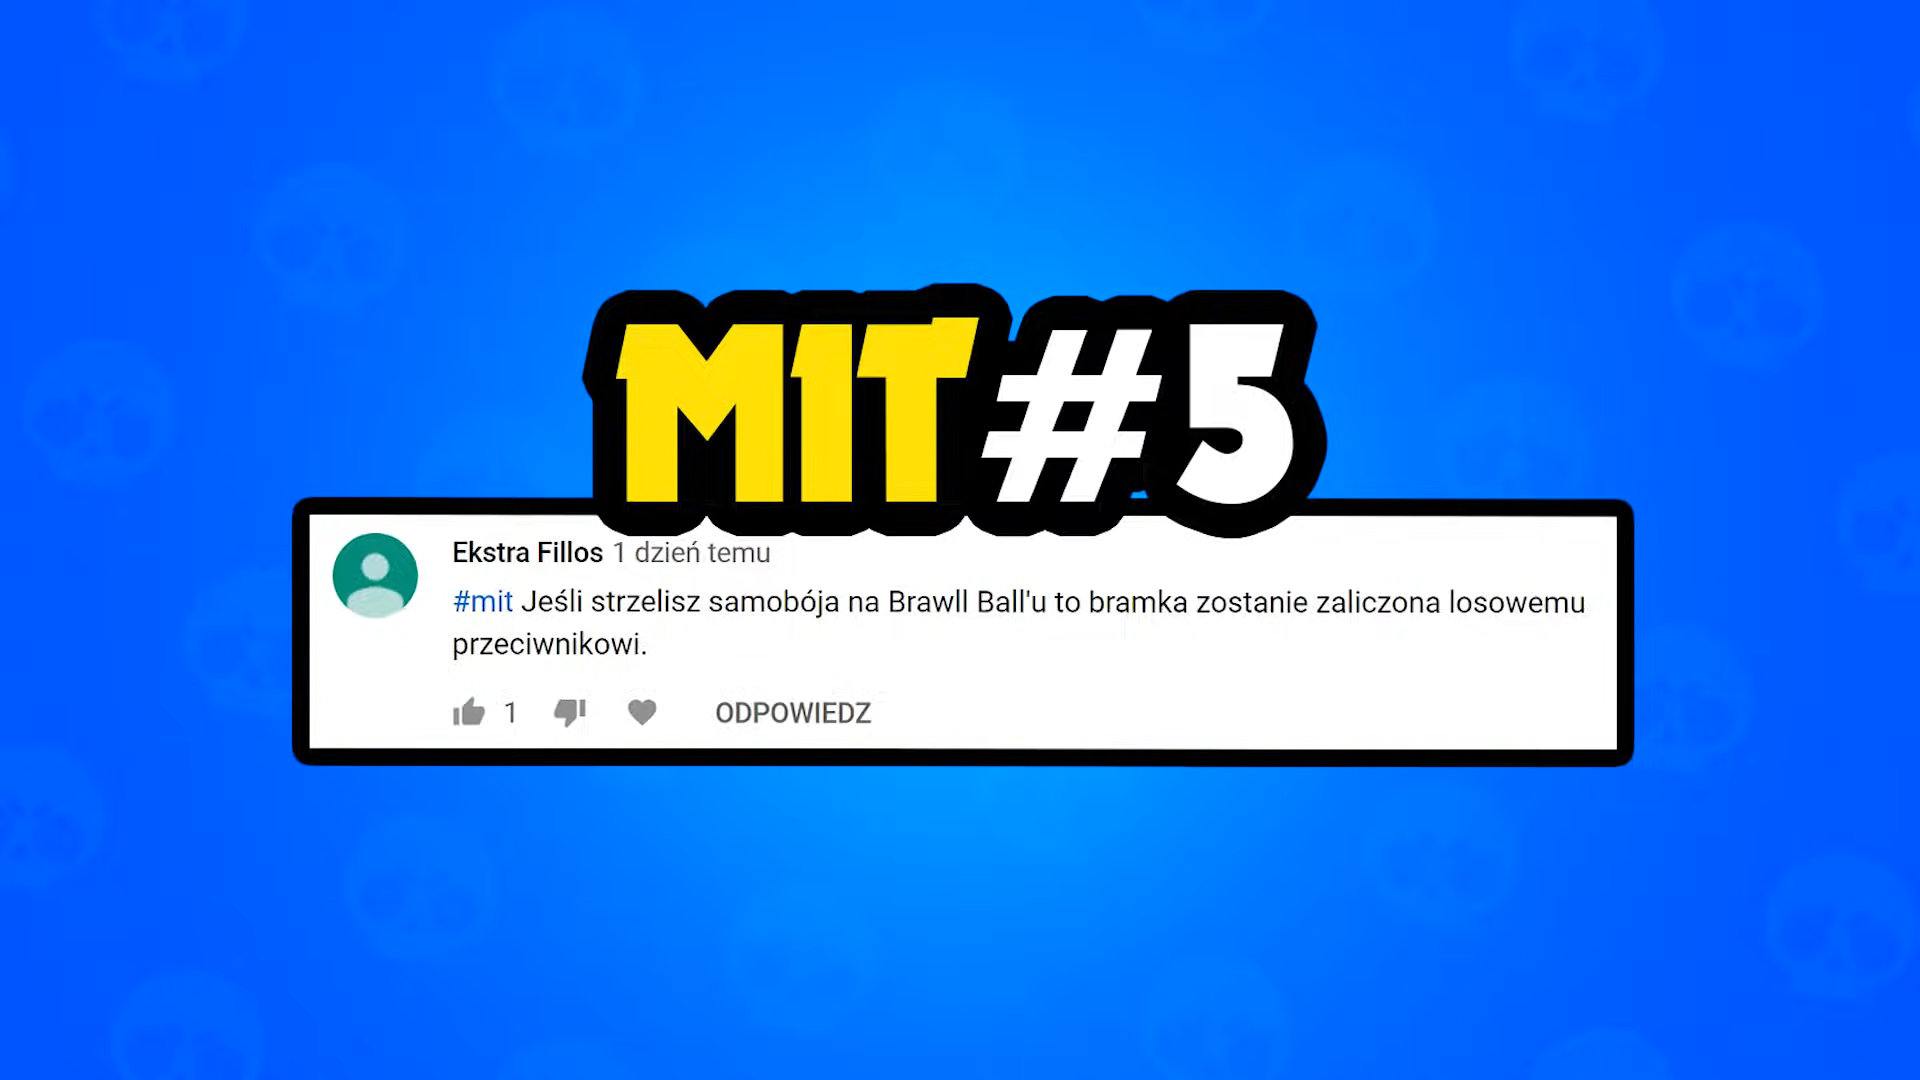 MIT#5
Ekstra Fillos 1 dzień temu
#mit Jeśli strzelisz samobója na Brawll Ball'u to bramka zostanie zaliczona losowemu
przeciwnikowi.
1 ODPOWIEDZ